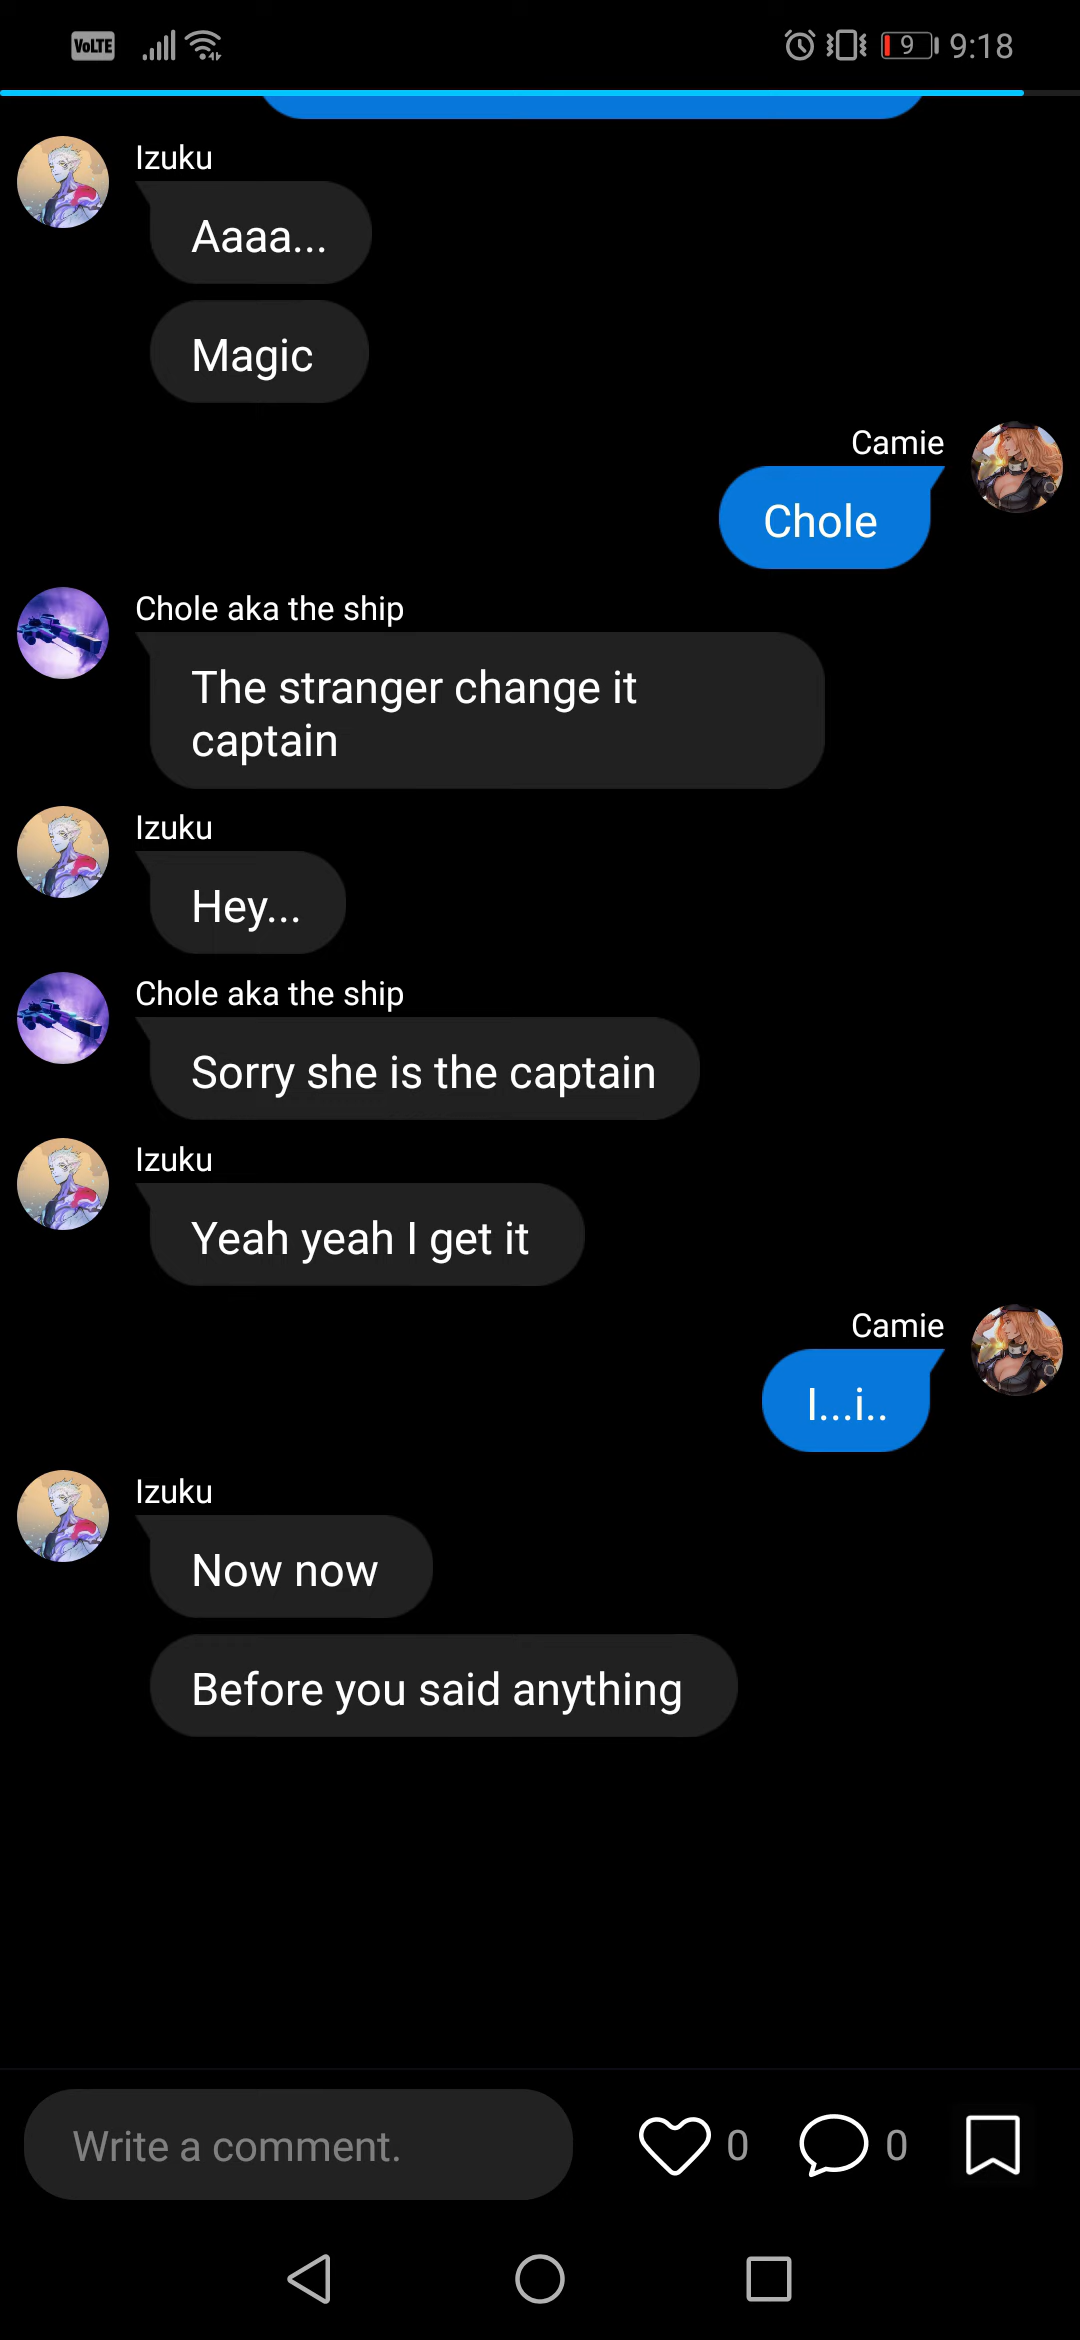 VoLTE 9 9:18
Izuku
Aaaa...
Magic
Camie
Chole
Chole aka the ship
The stranger change it
captain
Izuku
Hey...
Chole aka the ship
Sorry she is the captain
Izuku
Yeah yeah I get it
Camie
I...i..
Izuku
Now now
Before you said anything
Write a comment. 0 0